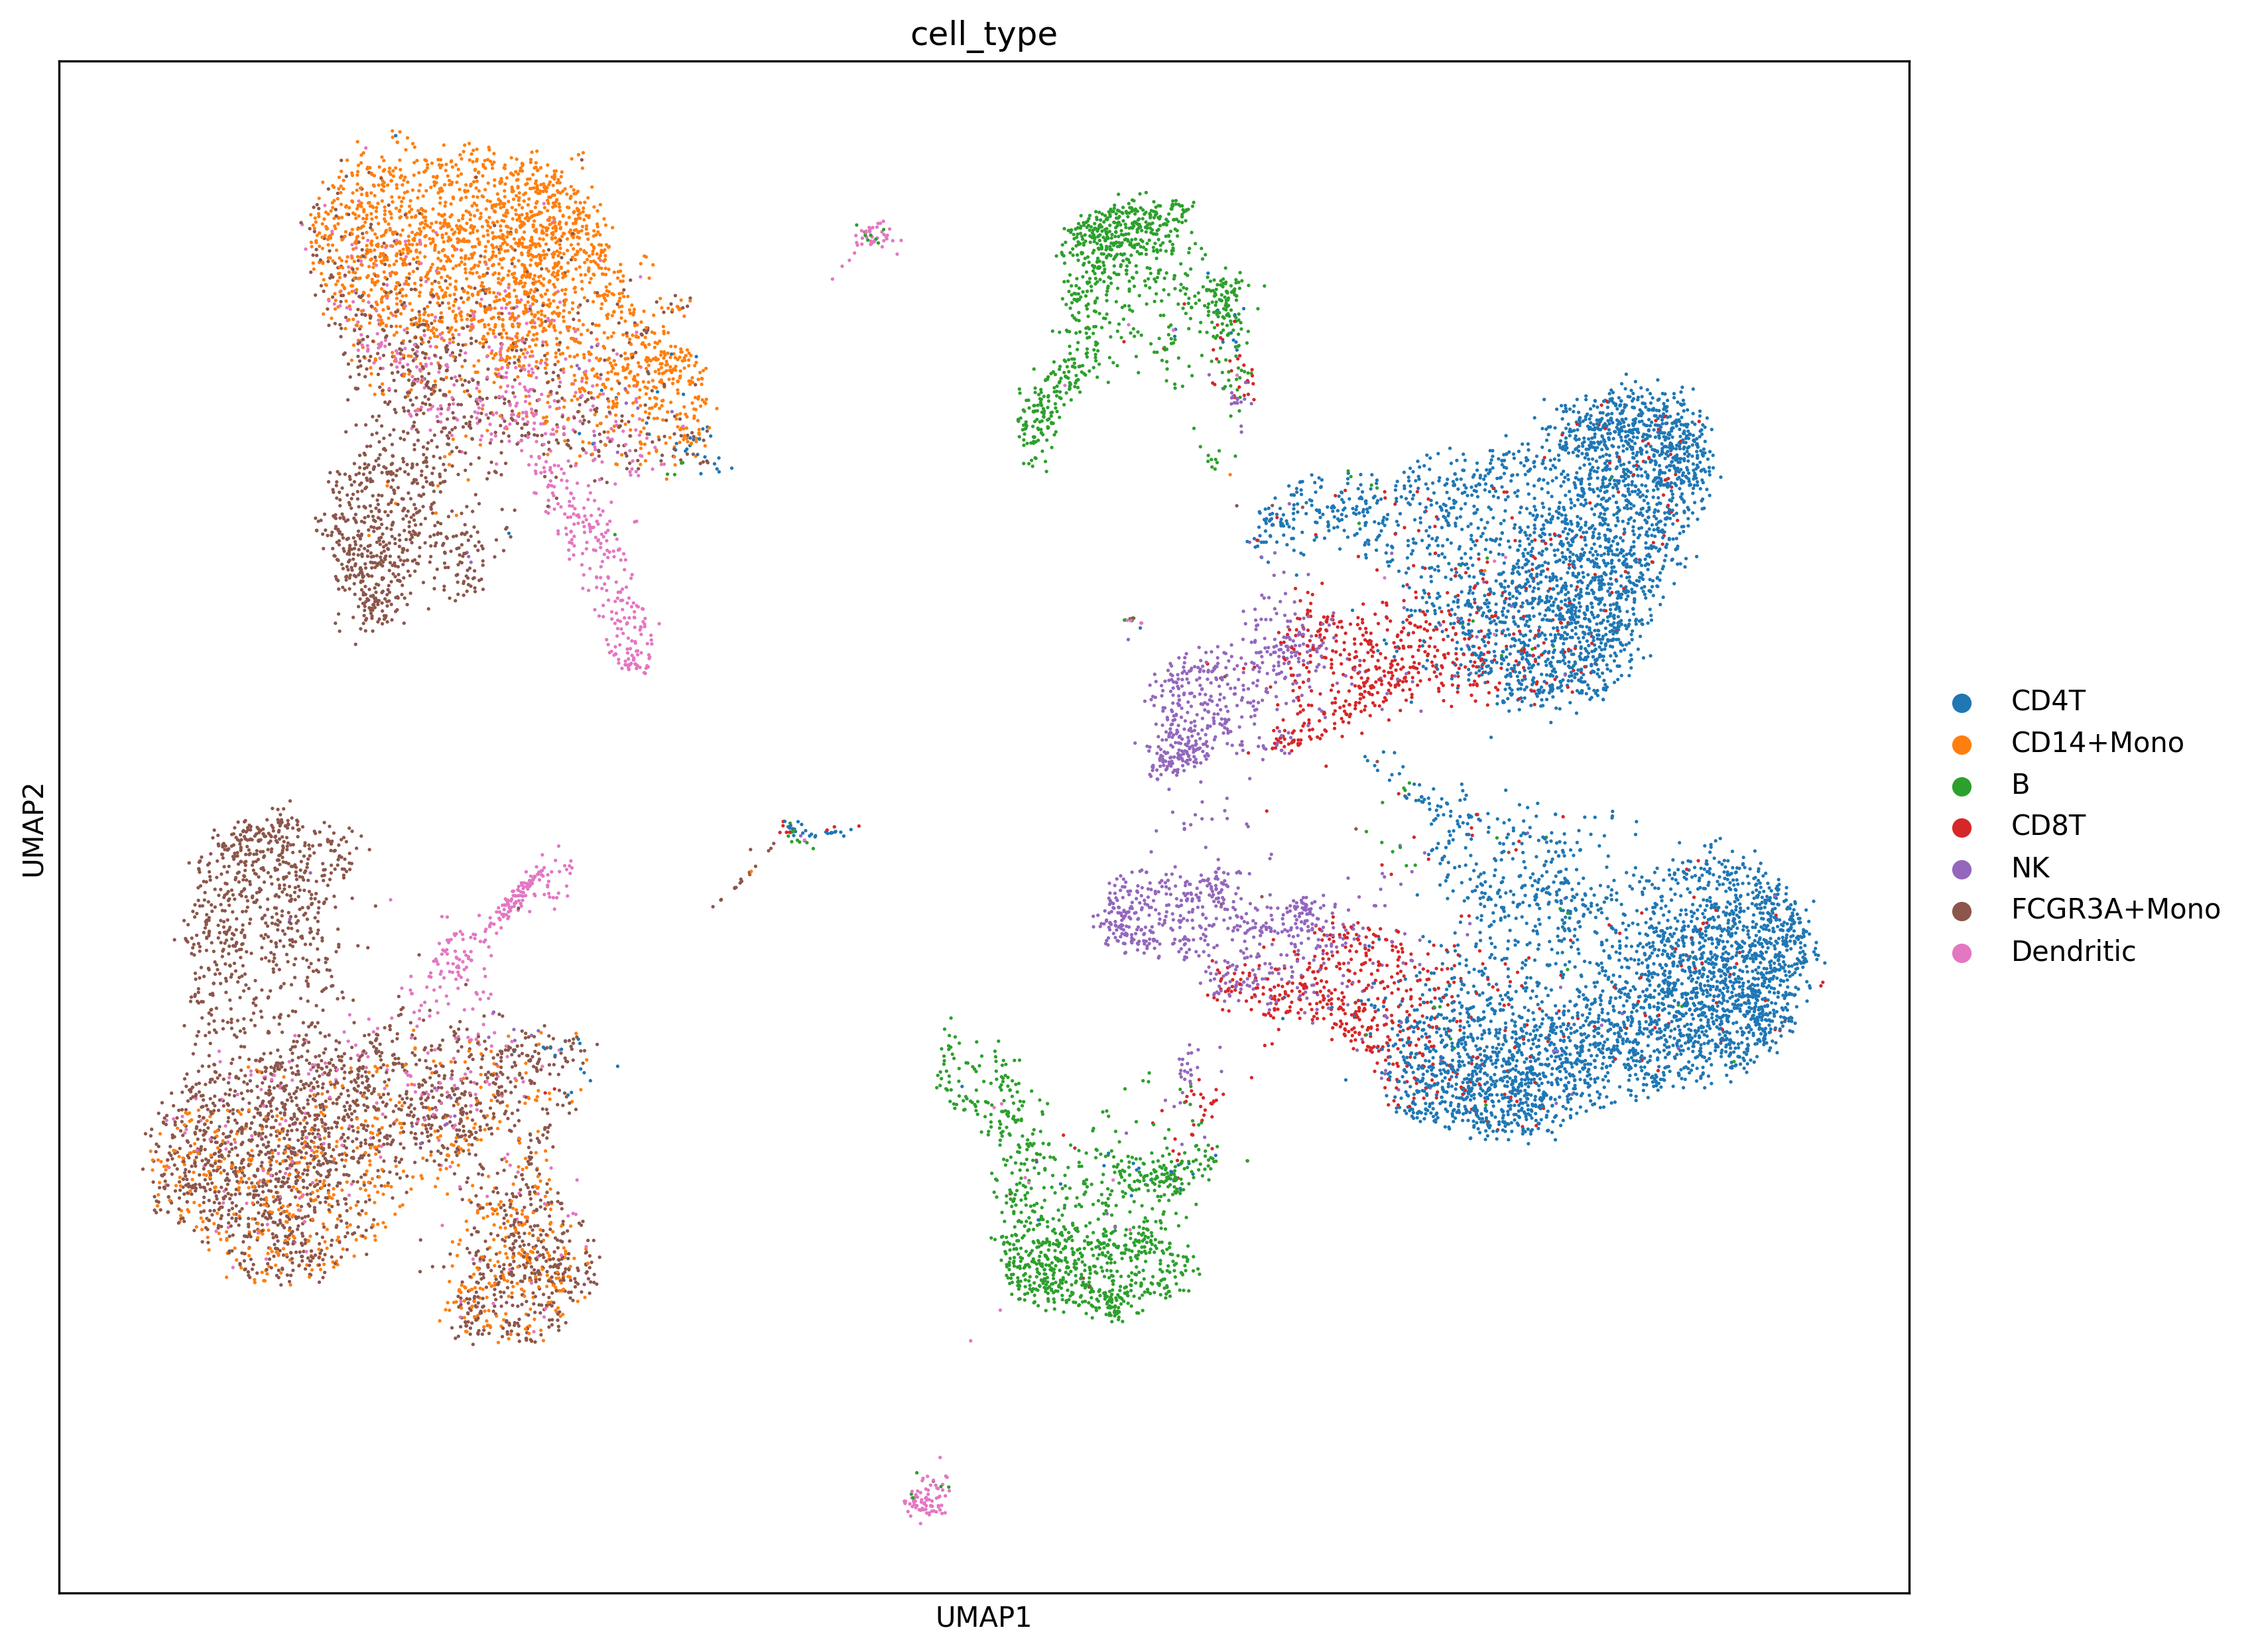 cell_type
UMAP2
UMAP1
CD4T
CD14+Mono
B
CD8T
NK
FCGR3A+Mono
Dendritic